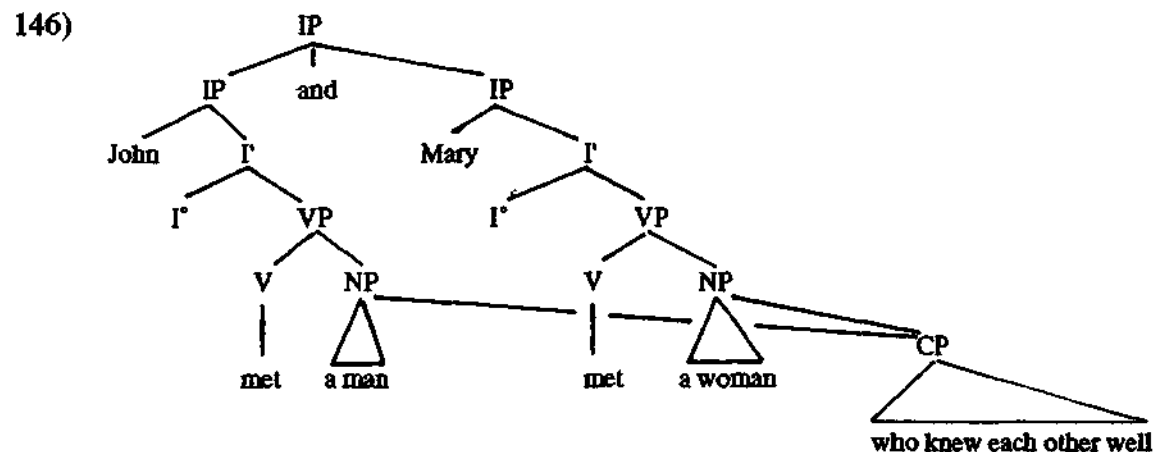 146) IP
IP and IP
John I' Mary I'
I° VP I° VP
V NP V NP
CP
met a man met a woman
who knew each other well